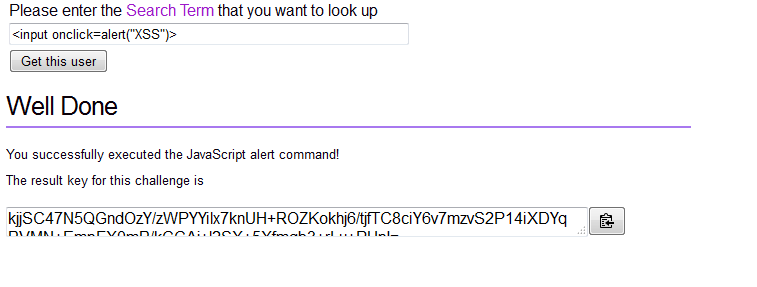 Please enter the Search Term that you want to look up
<input onclick=alert("XSS")>
Get this user
Well Done
You successfully executed the JavaScript alert command!
The result key for this challenge is
kjjSC47N5QGndOzY/zWPYYilx7knUH+ROZKokhj6/tjfTC8ciY6v7mzvS2P14iXDYq